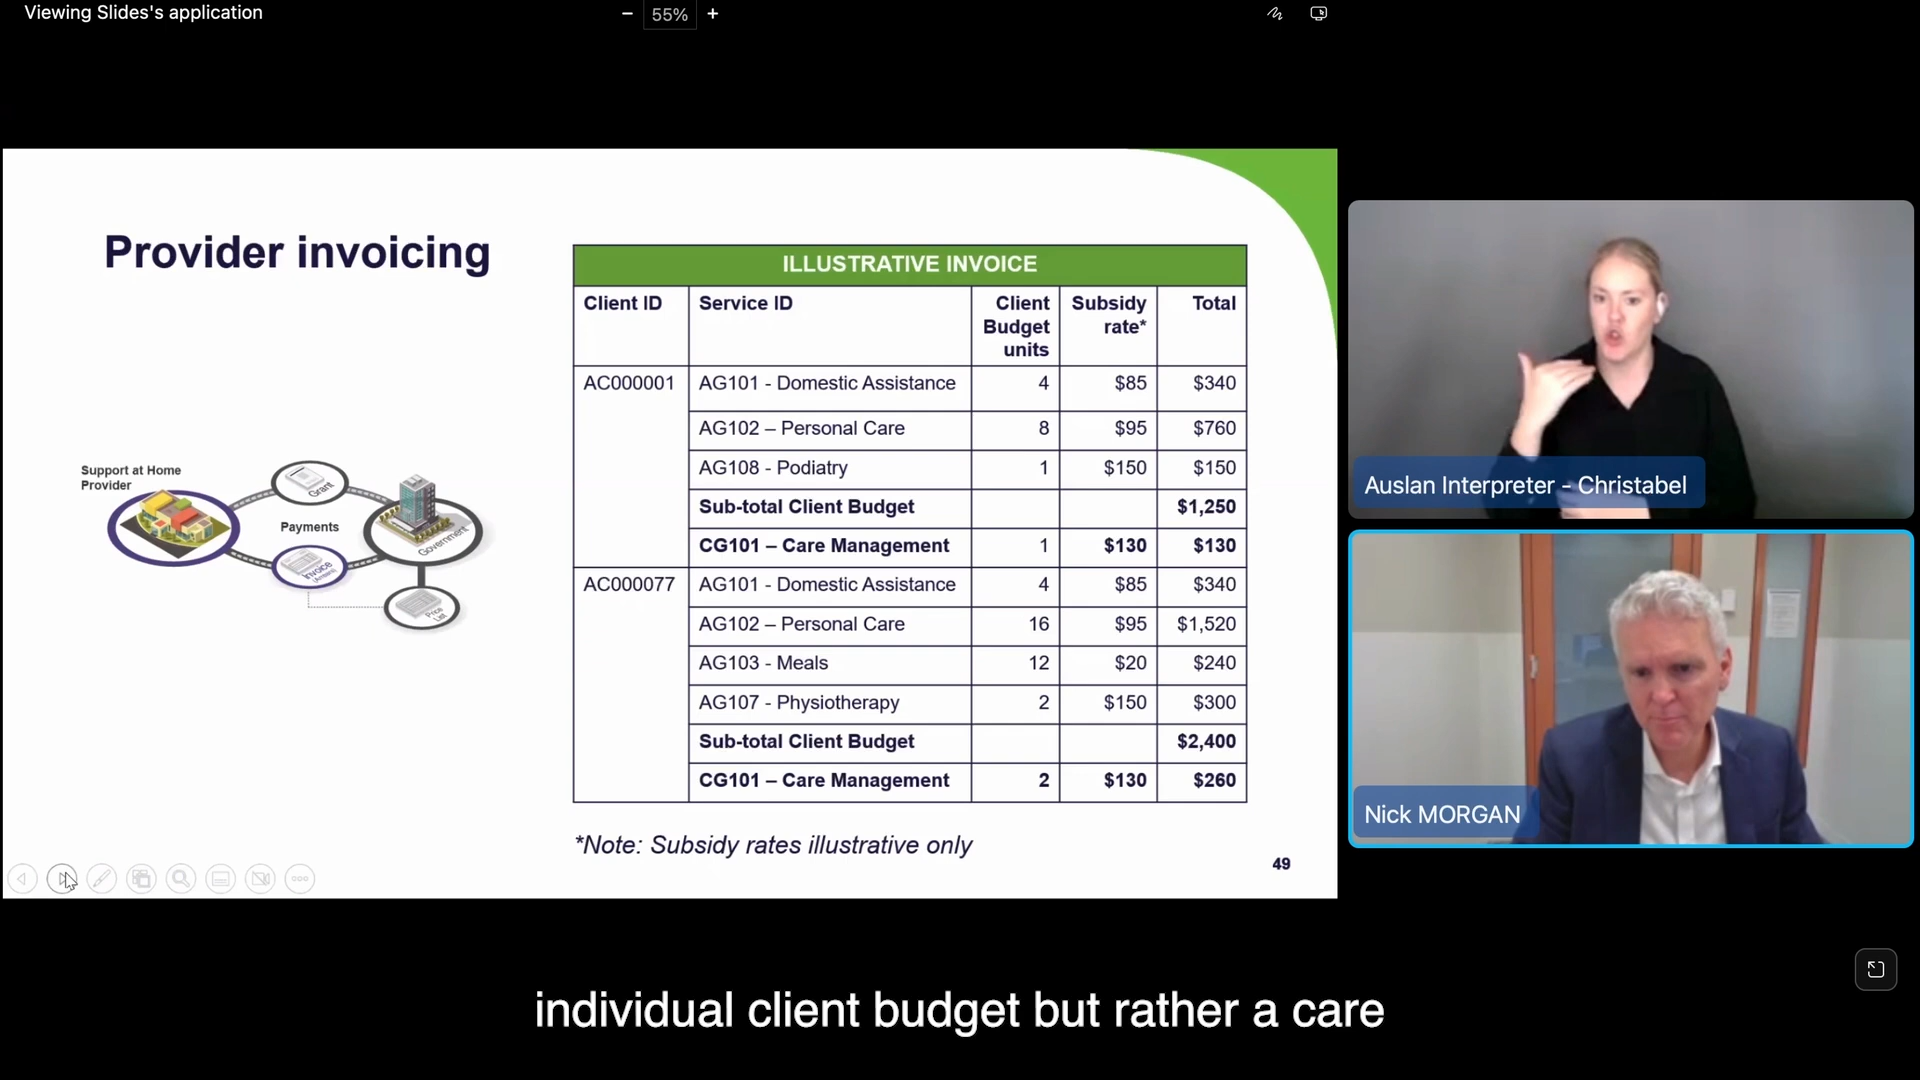 Viewing Slides's application
− 55% +
Provider invoicing
Support at Home
Provider
Grant
Payments
Government
Invoice
(Arrears)
Price
List
ILLUSTRATIVE INVOICE
Client ID Service ID Client Budget units Subsidy rate* Total
AC000001 AG101 - Domestic Assistance 4 $85 $340
AG102 – Personal Care 8 $95 $760
AG108 - Podiatry 1 $150 $150
Sub-total Client Budget $1,250
CG101 – Care Management 1 $130 $130
AC000077 AG101 - Domestic Assistance 4 $85 $340
AG102 – Personal Care 16 $95 $1,520
AG103 - Meals 12 $20 $240
AG107 - Physiotherapy 2 $150 $300
Sub-total Client Budget $2,400
CG101 – Care Management 2 $130 $260
*Note: Subsidy rates illustrative only
49
Auslan Interpreter - Christabel
Nick MORGAN
individual client budget but rather a care